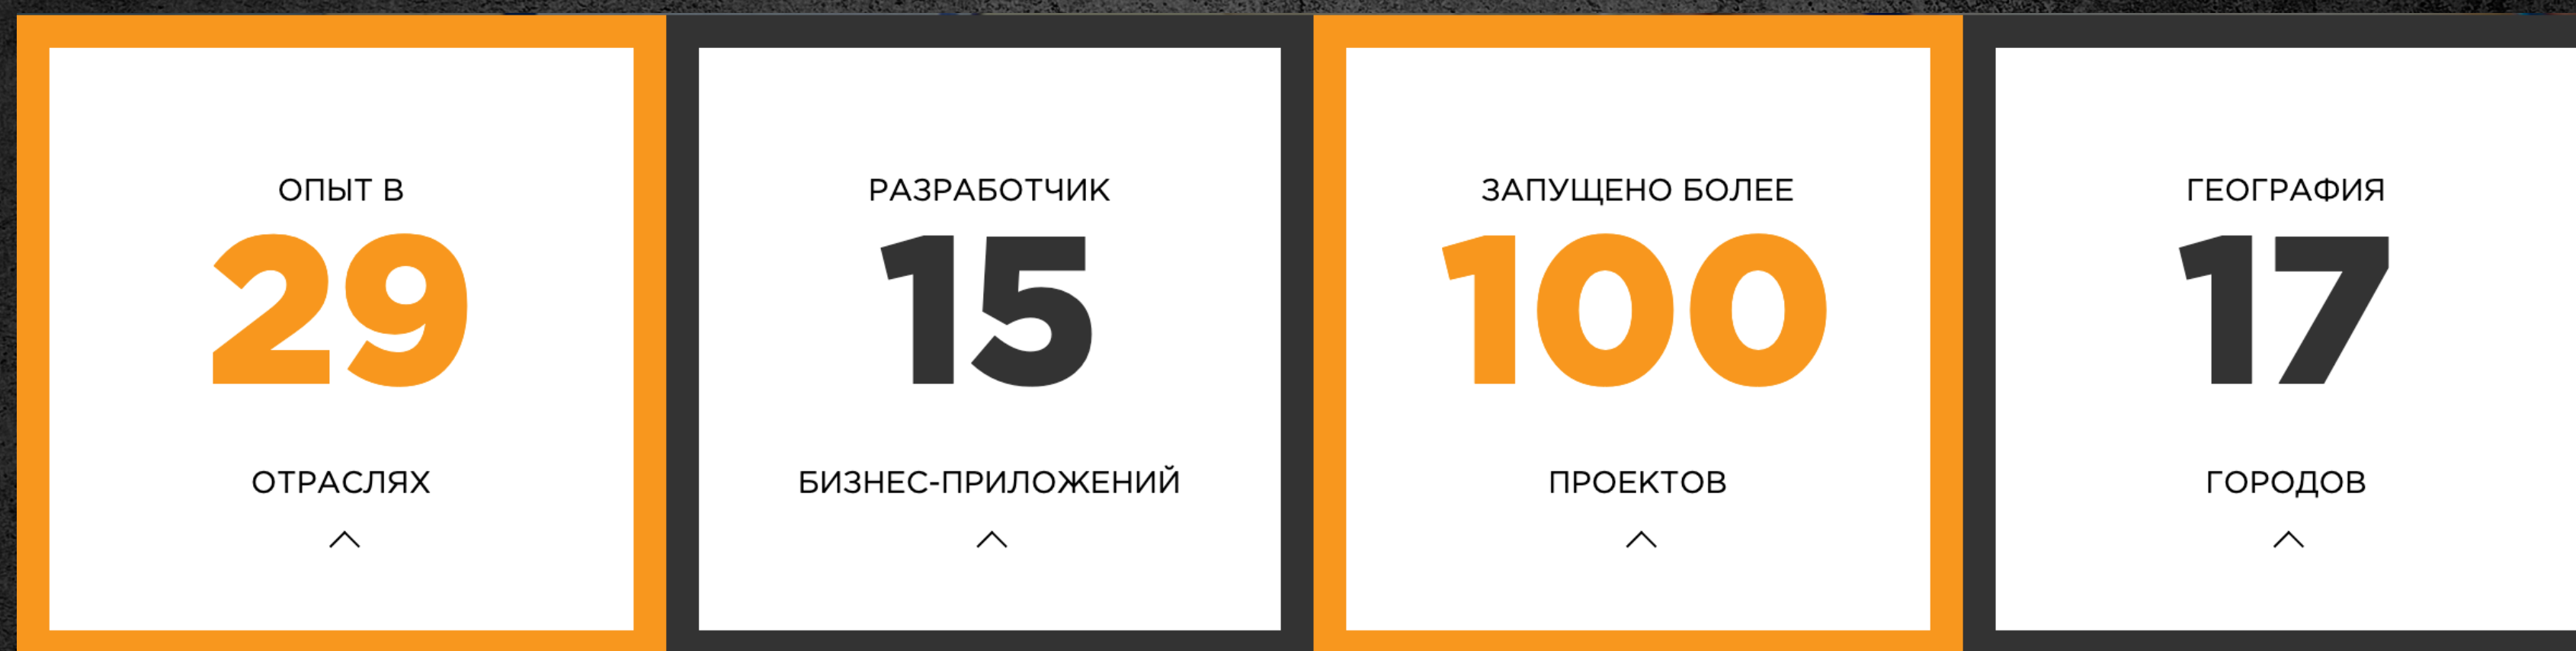 ОПЫТ В
29
ОТРАСЛЯХ
РАЗРАБОТЧИК
15
БИЗНЕС-ПРИЛОЖЕНИЙ
ЗАПУЩЕНО БОЛЕЕ
100
ПРОЕКТОВ
ГЕОГРАФИЯ
17
ГОРОДОВ